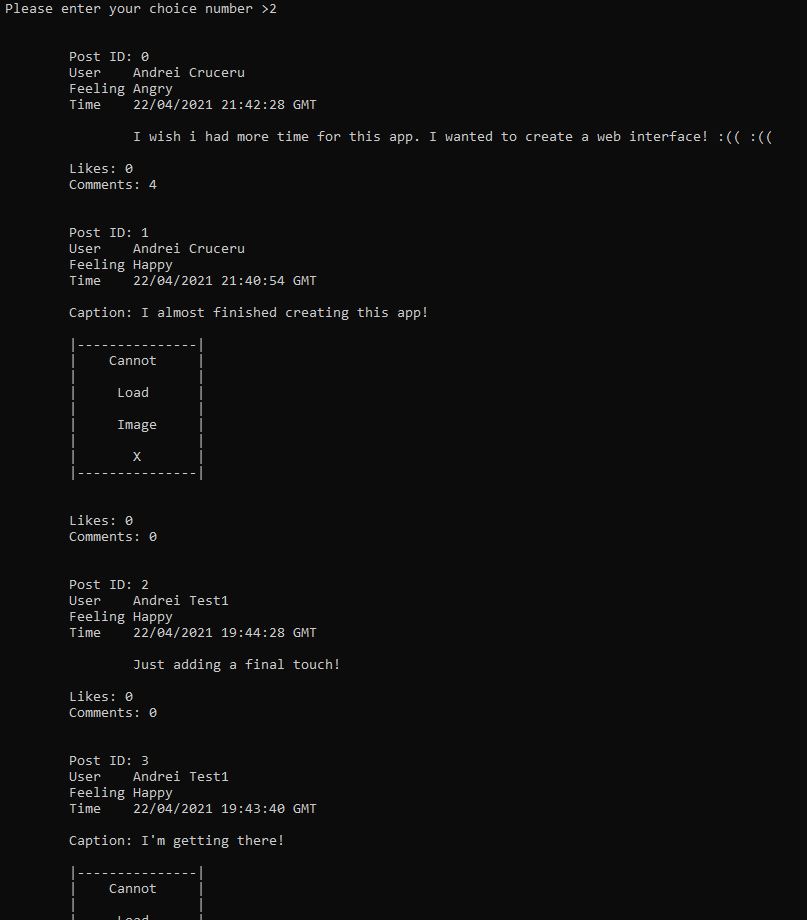 Please enter your choice number >2
Post ID: 0
User    Andrei Cruceru
Feeling Angry
Time    22/04/2021 21:42:28 GMT
I wish i had more time for this app. I wanted to create a web interface! :(( :((
Likes: 0
Comments: 4
Post ID: 1
User    Andrei Cruceru
Feeling Happy
Time    22/04/2021 21:40:54 GMT
Caption: I almost finished creating this app!
|---------------|
|    Cannot     |
|               |
|     Load      |
|               |
|     Image     |
|               |
|       X       |
|---------------|
Likes: 0
Comments: 0
Post ID: 2
User    Andrei Test1
Feeling Happy
Time    22/04/2021 19:44:28 GMT
Just adding a final touch!
Likes: 0
Comments: 0
Post ID: 3
User    Andrei Test1
Feeling Happy
Time    22/04/2021 19:43:40 GMT
Caption: I'm getting there!
|---------------|
|    Cannot     |
|               |
|     Load      |